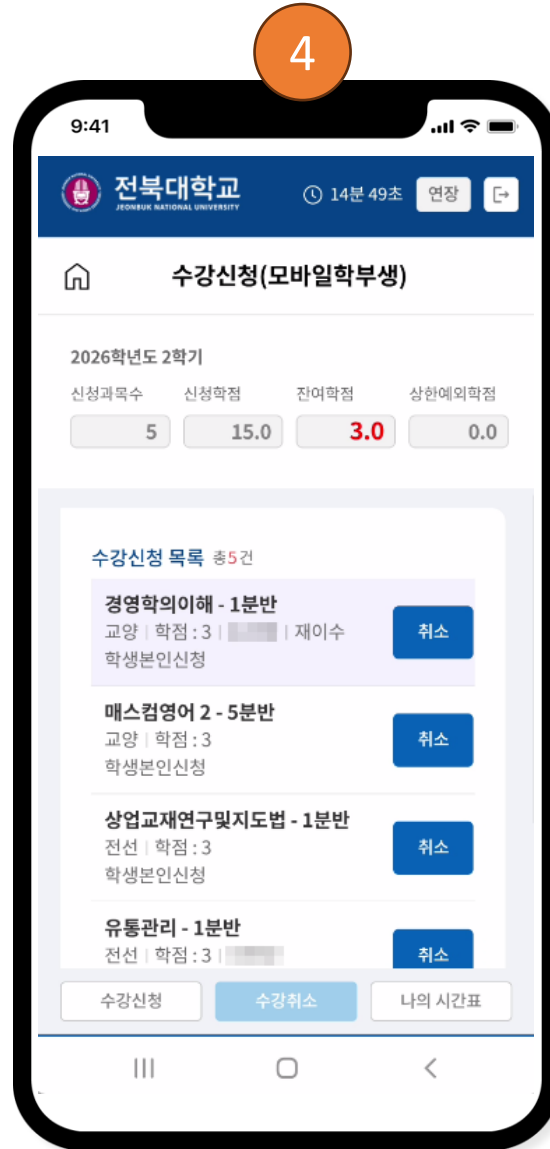 4
9:41
전북대학교
JEONBUK NATIONAL UNIVERSITY
14분 49초
연장
수강신청(모바일학부생)
2026학년도 2학기
신청과목수 신청학점 잔여학점 상한예외학점
5 15.0 3.0 0.0
수강신청 목록 총5건
경영학의이해 - 1분반
교양 | 학점 : 3 | | 재이수
학생본인신청
취소
매스컴영어 2 - 5분반
교양 | 학점 : 3
학생본인신청
취소
상업교재연구및지도법 - 1분반
전선 | 학점 : 3
학생본인신청
취소
유통관리 - 1분반
전선 | 학점 : 3 |
취소
수강신청 수강취소 나의 시간표